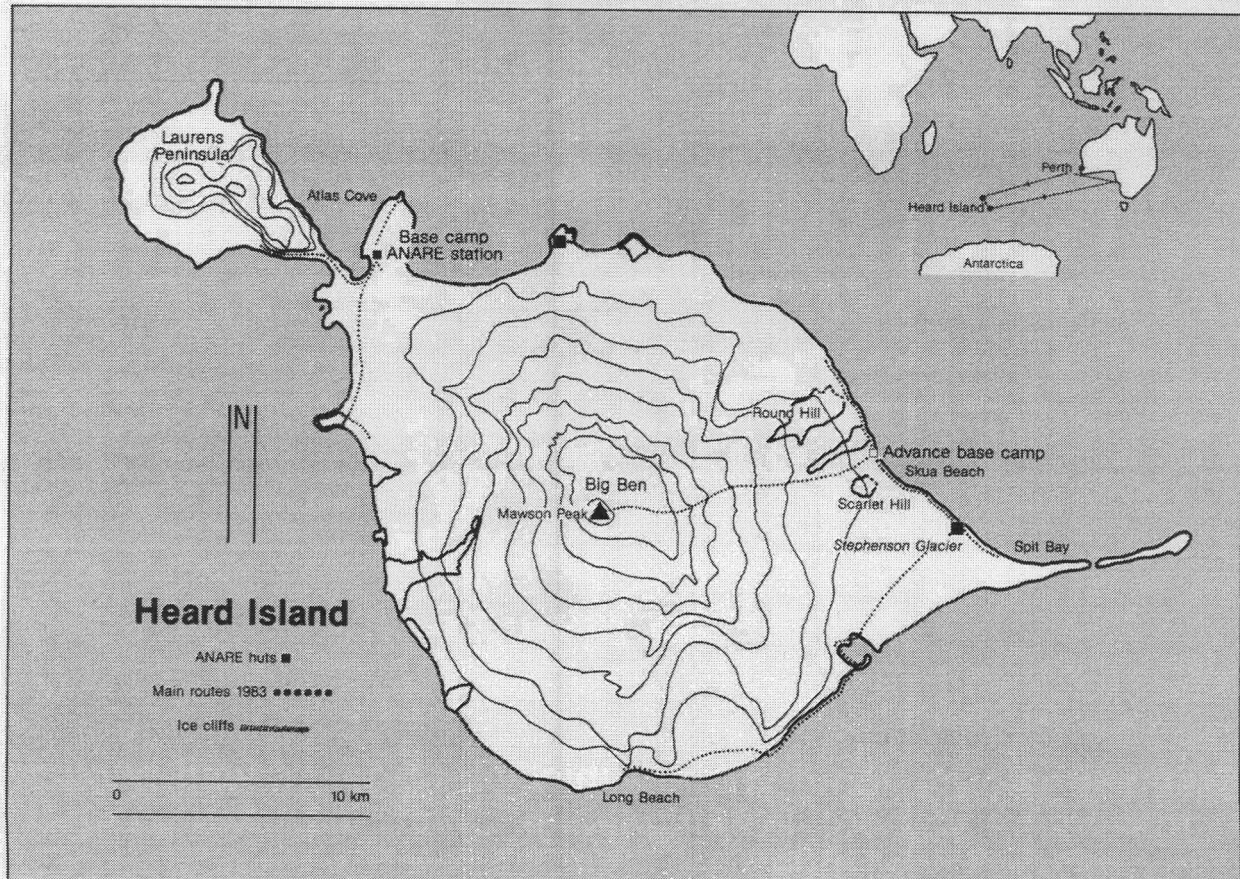 Laurens
Peninsula
Atlas Cove
Base camp
ANARE station
Perth
Heard Island
Antarctica
N
Round Hill
Advance base camp
Skua Beach
Big Ben
Scarlet Hill
Mawson Peak
Stephenson Glacier
Spit Bay
Heard Island
ANARE huts
Main routes 1983
Ice cliffs
0 10 km
Long Beach